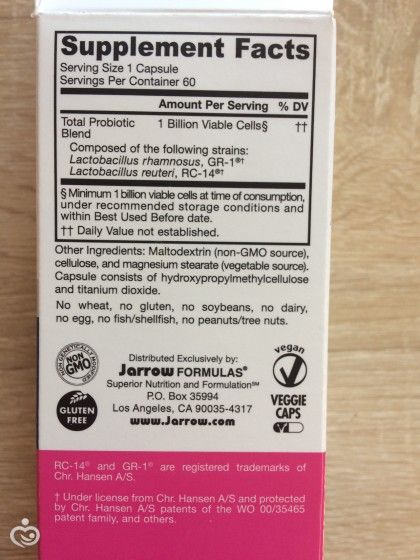 Supplement Facts
Serving Size 1 Capsule
Servings Per Container 60
Amount Per Serving % DV
Total Probiotic 1 Billion Viable Cells§ ††
Blend
Composed of the following strains:
Lactobacillus rhamnosus, GR-1®†
Lactobacillus reuteri, RC-14®†
§ Minimum 1 billion viable cells at time of consumption,
under recommended storage conditions and
within Best Used Before date.
†† Daily Value not established.
Other Ingredients: Maltodextrin (non-GMO source),
cellulose, and magnesium stearate (vegetable source).
Capsule consists of hydroxypropylmethylcellulose
and titanium dioxide.
No wheat, no gluten, no soybeans, no dairy,
no egg, no fish/shellfish, no peanuts/tree nuts.
NON GENETICALLY MODIFIED
NON
GMO
GLUTEN
FREE
Distributed Exclusively by:
Jarrow FORMULAS®
Superior Nutrition and Formulation℠
P.O. Box 35994
Los Angeles, CA 90035-4317
www.Jarrow.com
vegan
V
VEGGIE
CAPS
RC-14® and GR-1® are registered trademarks of
Chr. Hansen A/S.
† Under license from Chr. Hansen A/S and protected
by Chr. Hansen A/S patents of the WO 00/35465
patent family, and others.